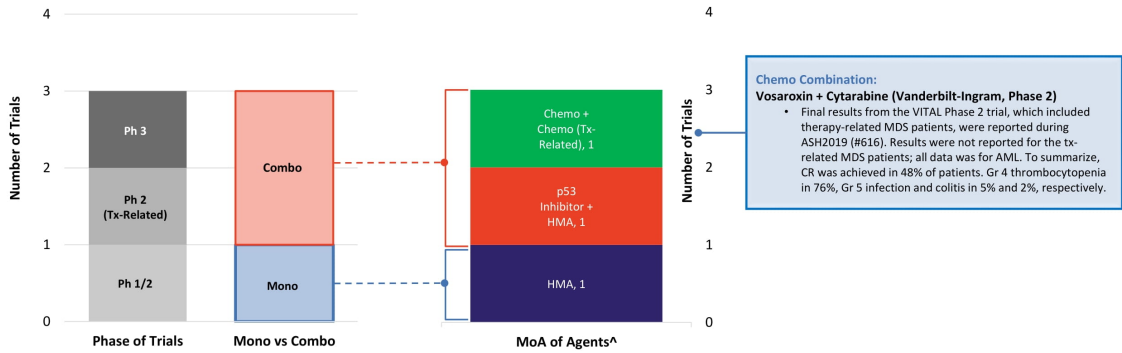 4
3
2
1
0
Number of Trials
Ph 3
Ph 2
(Tx-Related)
Ph 1/2
Phase of Trials
Combo
Mono
Mono vs Combo
Chemo +
Chemo (Tx-
Related), 1
p53
Inhibitor +
HMA, 1
HMA, 1
MoA of Agents^
4
3
2
1
0
Number of Trials
Chemo Combination:
Vosaroxin + Cytarabine (Vanderbilt-Ingram, Phase 2)
• Final results from the VITAL Phase 2 trial, which included
therapy-related MDS patients, were reported during
ASH2019 (#616). Results were not reported for the tx-
related MDS patients; all data was for AML. To summarize,
CR was achieved in 48% of patients. Gr 4 thrombocytopenia
in 76%, Gr 5 infection and colitis in 5% and 2%, respectively.